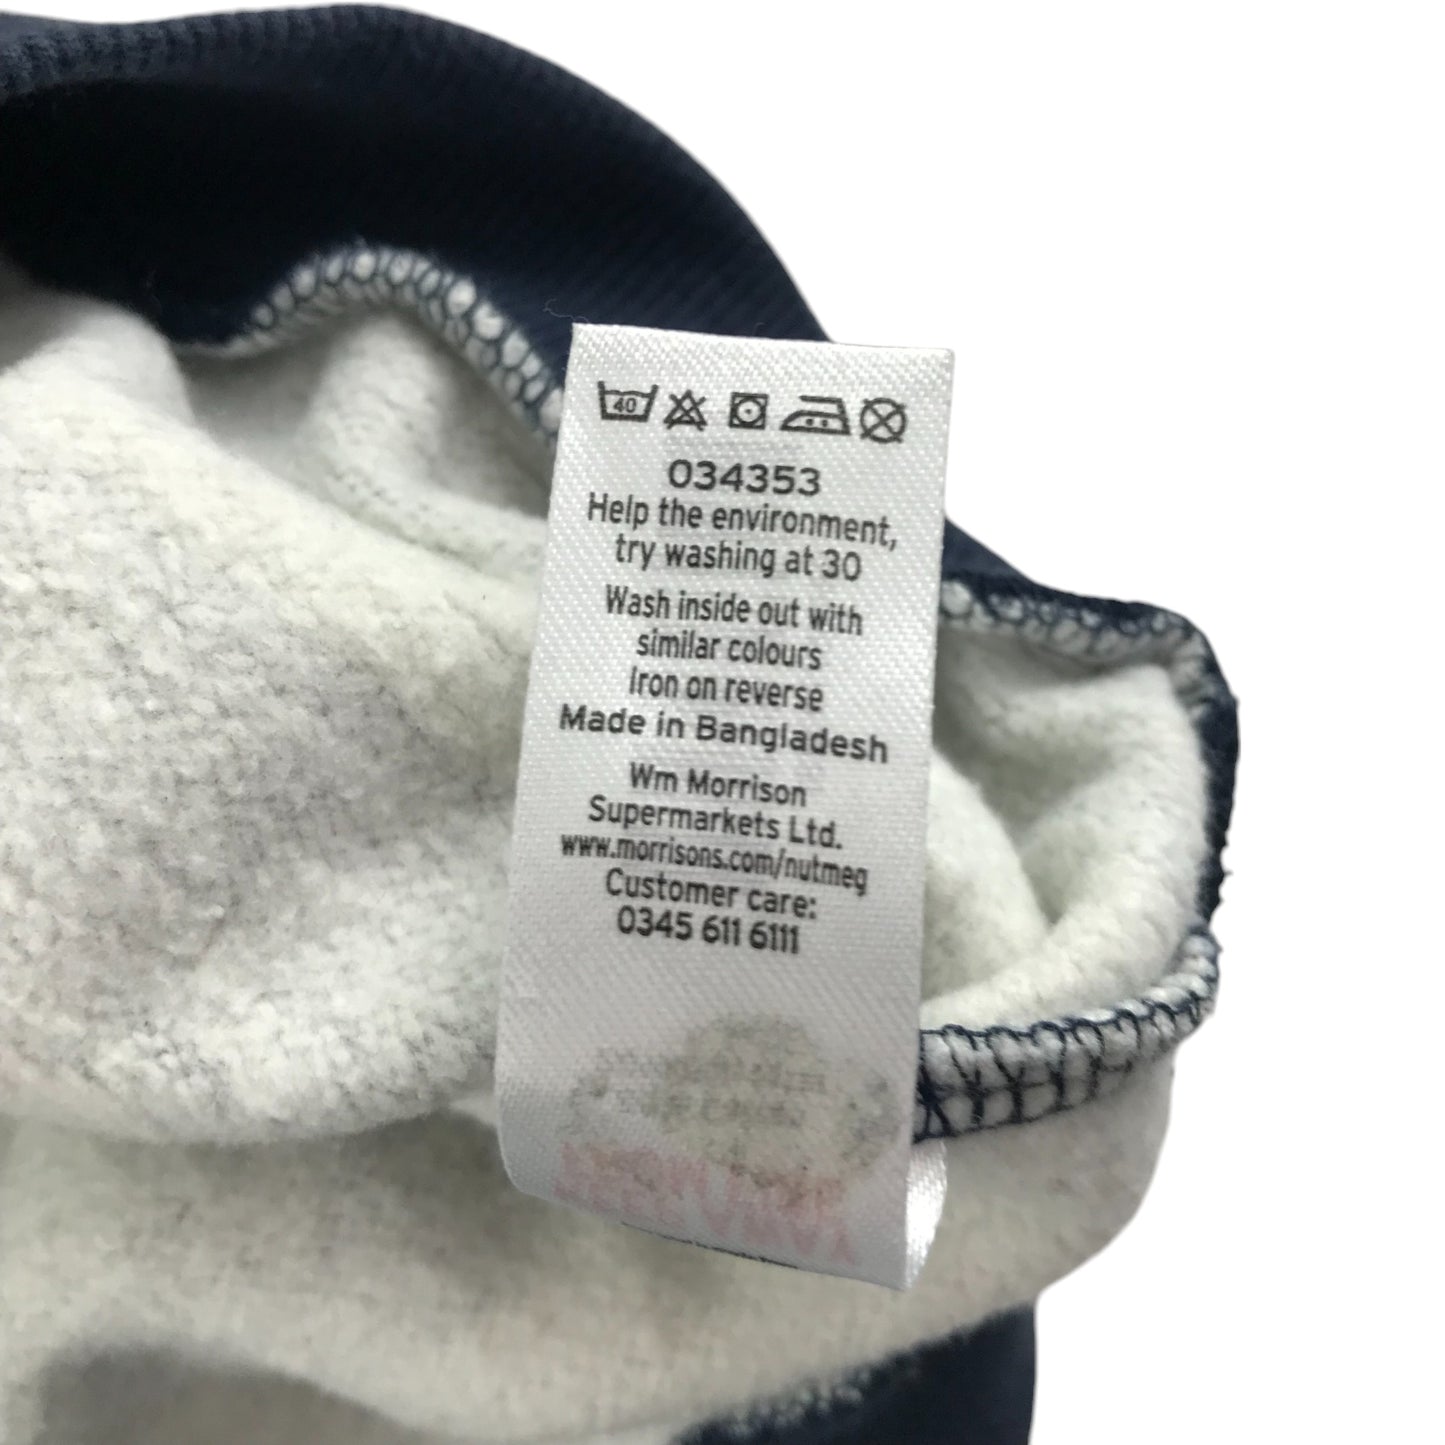 40
034353
Help the environment,
try washing at 30
Wash inside out with
similar colours
Iron on reverse
Made in Bangladesh
Wm Morrison
Supermarkets Ltd.
www.morrisons.com/nutmeg
Customer care:
0345 611 6111